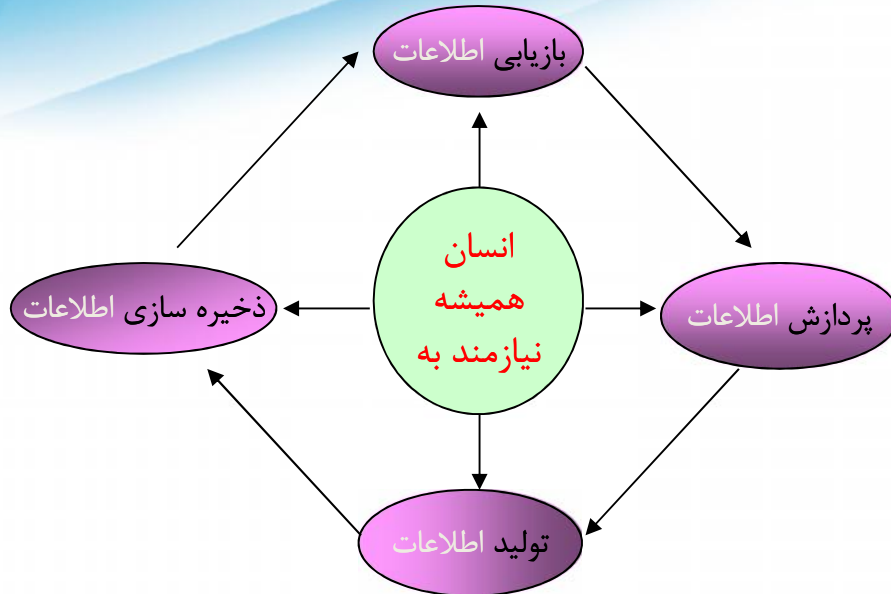 بازیابی اطلاعات
انسان
همیشه
نیازمند به
ذخیره سازی اطلاعات
پردازش اطلاعات
تولید اطلاعات